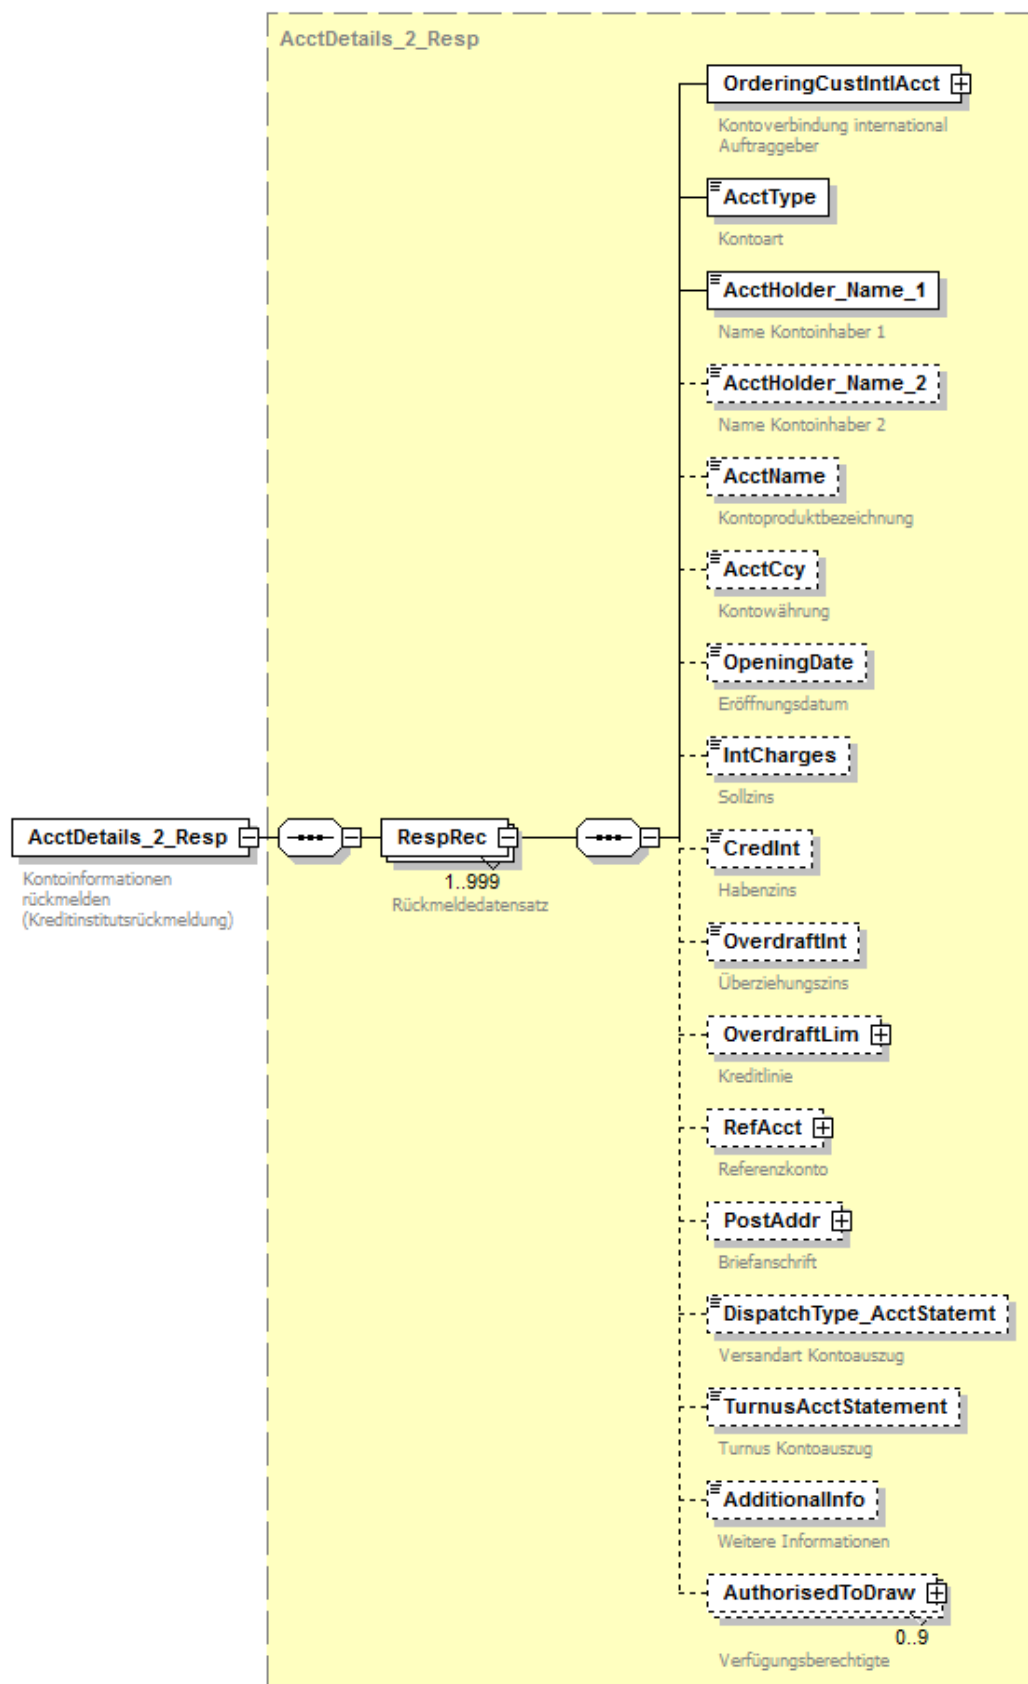 AcctDetails_2_Resp
OrderingCustIntlAcct
Kontoverbindung international
Auftraggeber
AcctType
Kontoart
AcctHolder_Name_1
Name Kontoinhaber 1
AcctHolder_Name_2
Name Kontoinhaber 2
AcctName
Kontoproduktbezeichnung
AcctCcy
Kontowährung
OpeningDate
Eröffnungsdatum
IntCharges
Sollzins
AcctDetails_2_Resp
Kontoinformationen
rückmelden
(Kreditinstitutsrückmeldung)
RespRec
1..999
Rückmeldedatensatz
CredInt
Habenzins
OverdraftInt
Überziehungszins
OverdraftLim
Kreditlinie
RefAcct
Referenzkonto
PostAddr
Briefanschrift
DispatchType_AcctStatemt
Versandart Kontoauszug
TurnusAcctStatement
Turnus Kontoauszug
AdditionalInfo
Weitere Informationen
AuthorisedToDraw
0..9
Verfügungsberechtigte